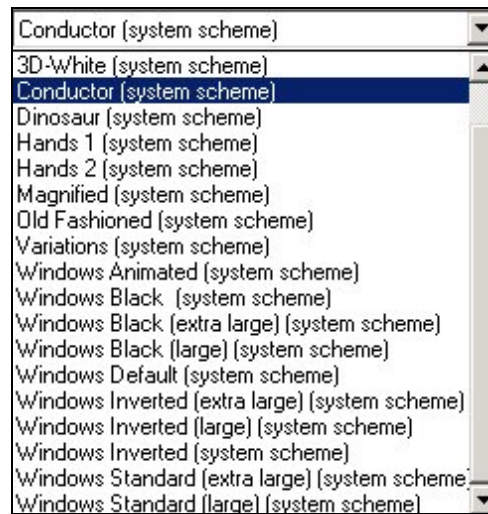 Conductor (system scheme)
3D-White (system scheme)
Conductor (system scheme)
Dinosaur (system scheme)
Hands 1 (system scheme)
Hands 2 (system scheme)
Magnified (system scheme)
Old Fashioned (system scheme)
Variations (system scheme)
Windows Animated (system scheme)
Windows Black  (system scheme)
Windows Black (extra large) (system scheme)
Windows Black (large) (system scheme)
Windows Default (system scheme)
Windows Inverted (extra large) (system scheme)
Windows Inverted (large) (system scheme)
Windows Inverted (system scheme)
Windows Standard (extra large) (system scheme)
Windows Standard (large) (system scheme)